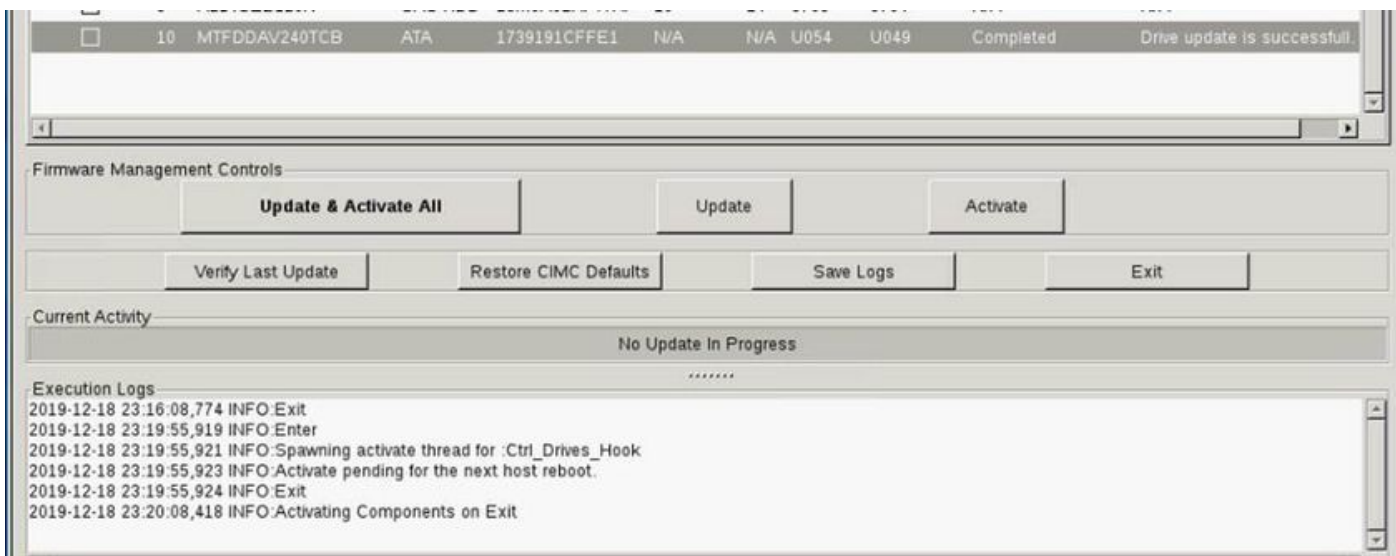 10 MTFDDAV240TCB ATA 1739191CFFE1 N/A N/A U054 U049 Completed Drive update is successfull.
Firmware Management Controls
Update & Activate All Update Activate
Verify Last Update Restore CIMC Defaults Save Logs Exit
Current Activity
No Update In Progress
Execution Logs
2019-12-18 23:16:08,774 INFO:Exit
2019-12-18 23:19:55,919 INFO:Enter
2019-12-18 23:19:55,921 INFO:Spawning activate thread for :Ctrl_Drives_Hook
2019-12-18 23:19:55,923 INFO:Activate pending for the next host reboot.
2019-12-18 23:19:55,924 INFO:Exit
2019-12-18 23:20:08,418 INFO:Activating Components on Exit